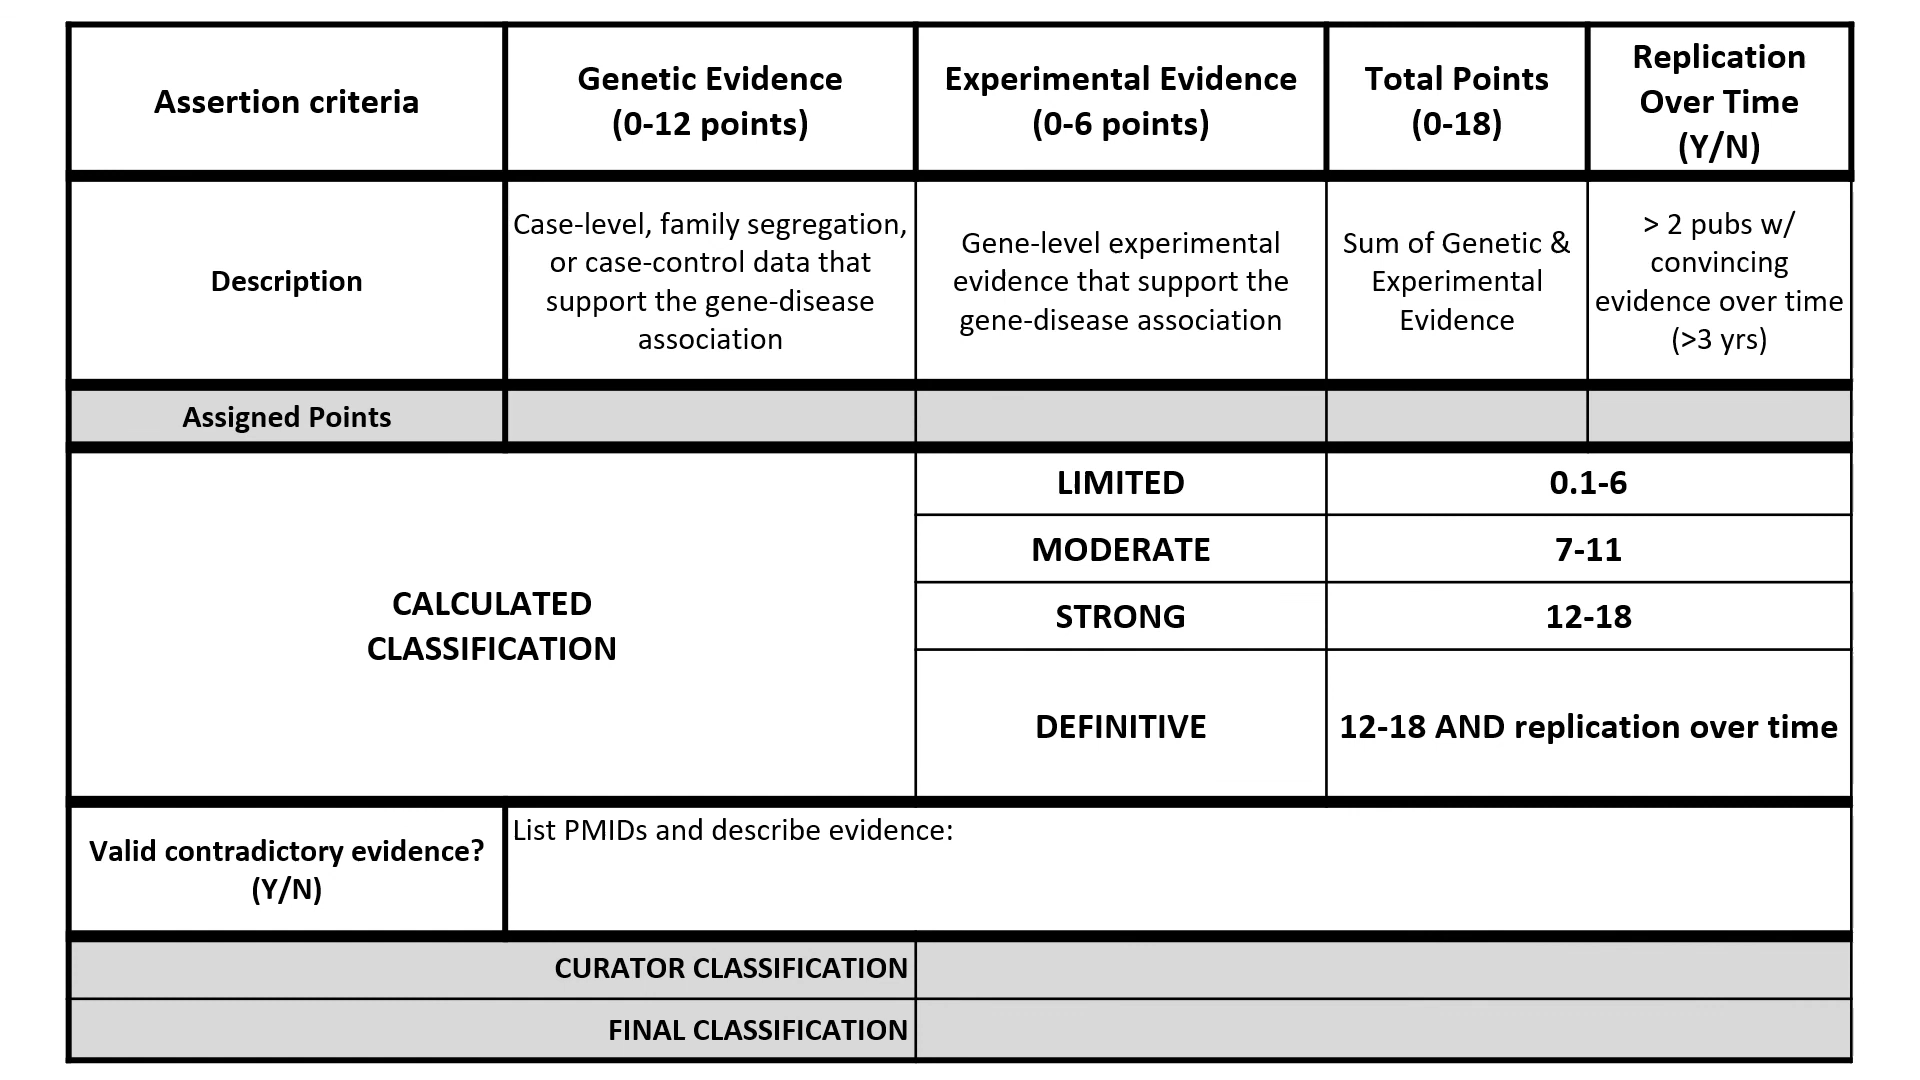 Assertion criteria
Genetic Evidence
(0-12 points)
Experimental Evidence
(0-6 points)
Total Points
(0-18)
Replication
Over Time
(Y/N)
Description
Case-level, family segregation,
or case-control data that
support the gene-disease
association
Gene-level experimental
evidence that support the
gene-disease association
Sum of Genetic &
Experimental
Evidence
> 2 pubs w/
convincing
evidence over time
(>3 yrs)
Assigned Points
CALCULATED
CLASSIFICATION
LIMITED
0.1-6
MODERATE
7-11
STRONG
12-18
DEFINITIVE
12-18 AND replication over time
Valid contradictory evidence?
(Y/N)
List PMIDs and describe evidence:
CURATOR CLASSIFICATION
FINAL CLASSIFICATION